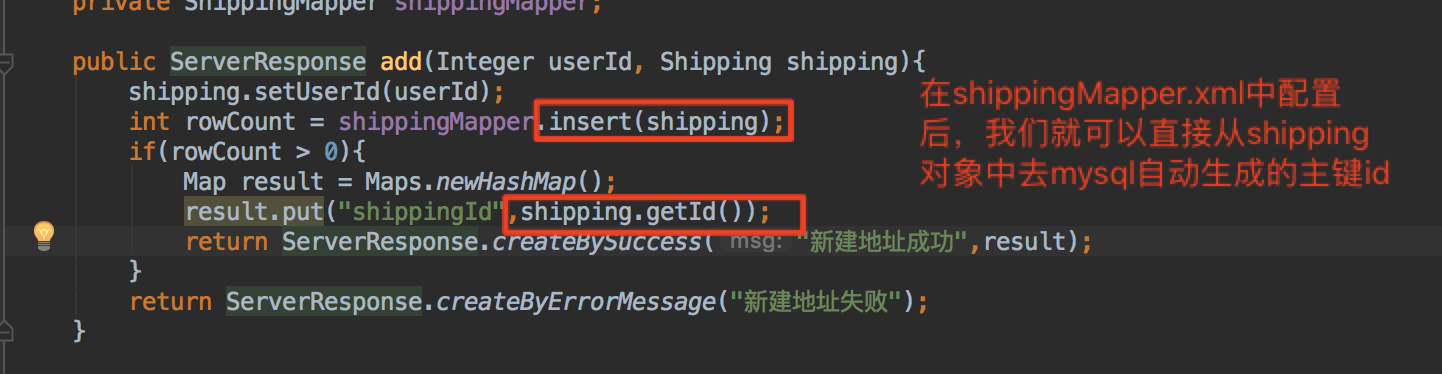 private ShippingMapper shippingMapper;
public ServerResponse add(Integer userId, Shipping shipping){
shipping.setUserId(userId);
int rowCount = shippingMapper.insert(shipping);
if(rowCount > 0){
Map result = Maps.newHashMap();
result.put("shippingId",shipping.getId());
return ServerResponse.createBySuccess( msg: "新建地址成功",result);
}
return ServerResponse.createByErrorMessage("新建地址失败");
}
在shippingMapper.xml中配置
后，我们就可以直接从shipping
对象中去mysql自动生成的主键id